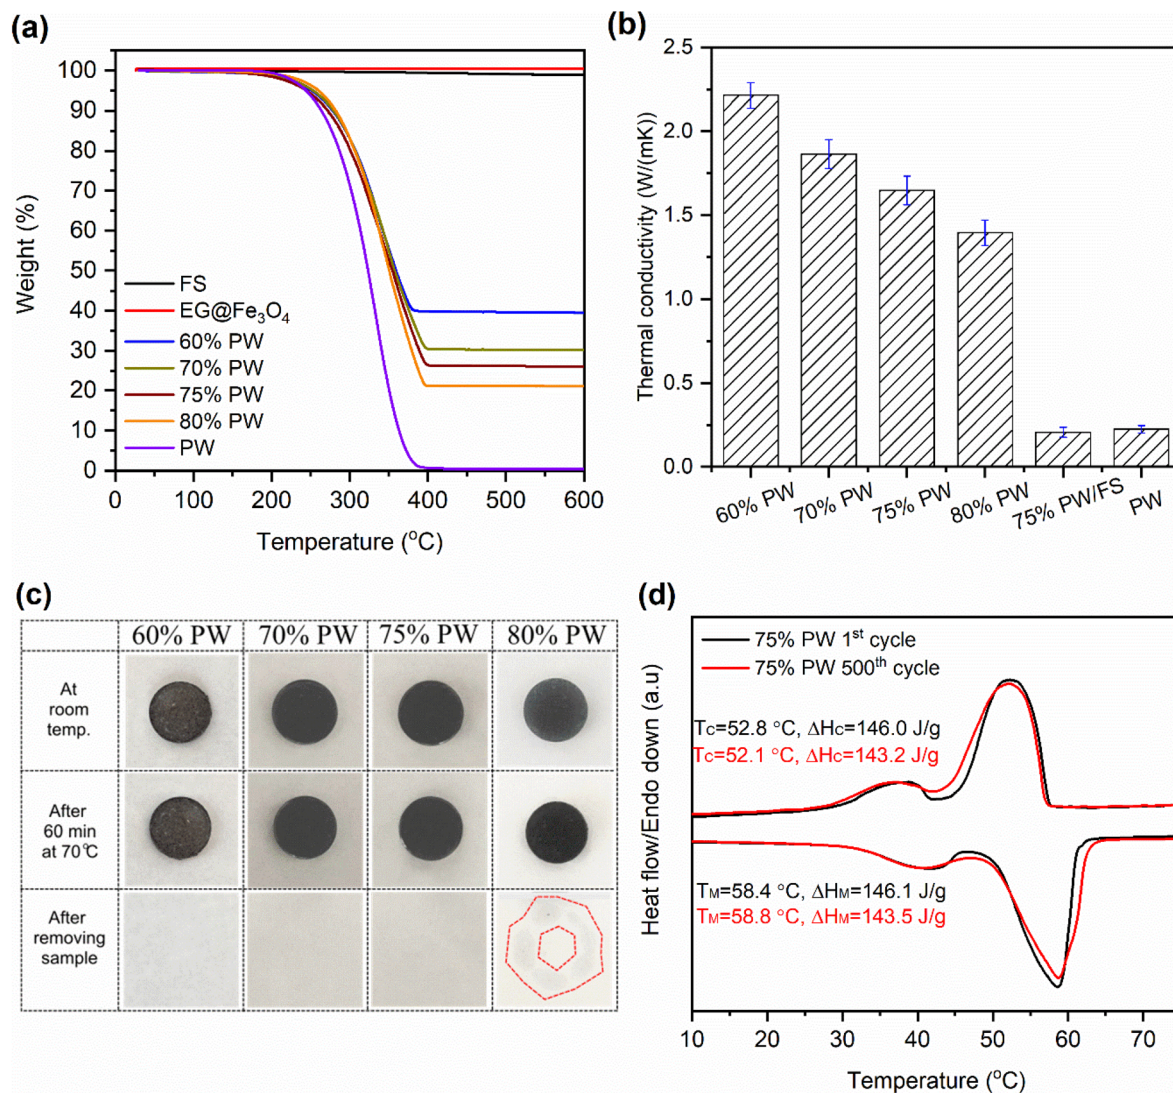 (a)
Weight (%)
100
90
80
70
60
50
40
30
20
10
0
FS
EG@Fe₃O₄
60% PW
70% PW
75% PW
80% PW
PW
0
100
200
300
400
500
600
Temperature (°C)
(b)
Thermal conductivity (W/(mK))
2.5
2.0
1.5
1.0
0.5
0.0
60% PW
70% PW
75% PW
80% PW
75% PW/FS
PW
(c)
60% PW 70% PW 75% PW 80% PW
At
room
temp.
After
60 min
at 70℃
After
removing
sample
(d)
Heat flow/Endo down (a.u)
75% PW 1ˢᵗ cycle
75% PW 500ᵗʰ cycle
Tc=52.8 °C, ΔHc=146.0 J/g
Tc=52.1 °C, ΔHc=143.2 J/g
TM=58.4 °C, ΔHM=146.1 J/g
TM=58.8 °C, ΔHM=143.5 J/g
10
20
30
40
50
60
70
Temperature (°C)